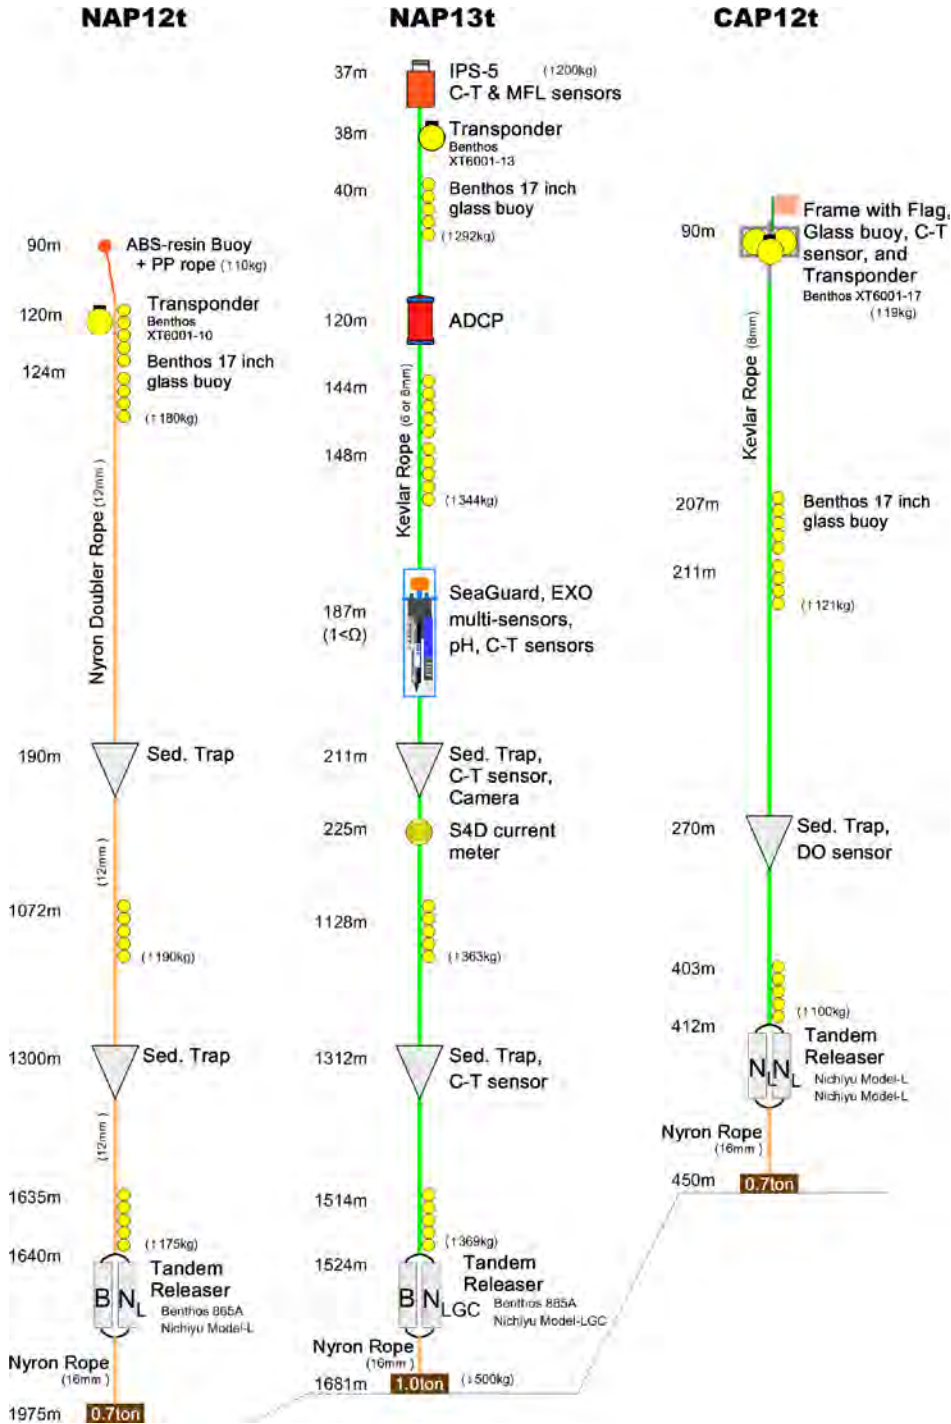 NAP12t
90m
ABS-resin Buoy
+ PP rope (↑10kg)
120m
Transponder
Benthos
XT6001-10
124m
Benthos 17 inch
glass buoy
(↑180kg)
Nyron Doubler Rope (12mm)
190m
Sed. Trap
(12mm)
1072m
(↑190kg)
1300m
Sed. Trap
(12mm)
1635m
(↑175kg)
1640m
Tandem
Releaser
B NL
Benthos 865A
Nichiyu Model-L
Nyron Rope
(16mm)
1975m
0.7ton
NAP13t
37m
IPS-5 (↑200kg)
C-T & MFL sensors
38m
Transponder
Benthos
XT6001-13
40m
Benthos 17 inch
glass buoy
(↑292kg)
120m
ADCP
144m
Kevlar Rope (6 or 8mm)
148m
(↑344kg)
187m
(1<Ω)
SeaGuard, EXO
multi-sensors,
pH, C-T sensors
211m
Sed. Trap,
C-T sensor,
Camera
225m
S4D current
meter
1128m
(↑363kg)
1312m
Sed. Trap,
C-T sensor
1514m
(↑369kg)
1524m
Tandem
Releaser
B NLGC
Benthos 865A
Nichiyu Model-LGC
Nyron Rope
(16mm)
1681m
1.0ton
(↓500kg)
CAP12t
90m
Frame with Flag,
Glass buoy, C-T
sensor, and
Transponder
Benthos XT6001-17
(↑19kg)
Kevlar Rope (8mm)
207m
Benthos 17 inch
glass buoy
211m
(↑121kg)
270m
Sed. Trap,
DO sensor
403m
(↑100kg)
412m
Tandem
Releaser
NL NL
Nichiyu Model-L
Nichiyu Model-L
Nyron Rope
(16mm)
450m
0.7ton